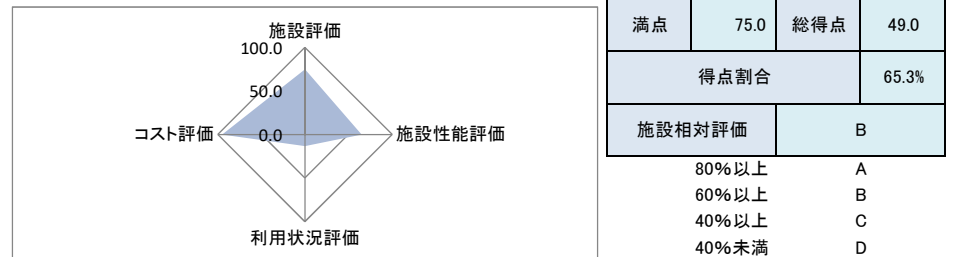 施設評価
100.0
50.0
0.0
コスト評価
施設性能評価
利用状況評価
満点 75.0 総得点 49.0
得点割合 65.3%
施設相対評価 B
80%以上 A
60%以上 B
40%以上 C
40%未満 D